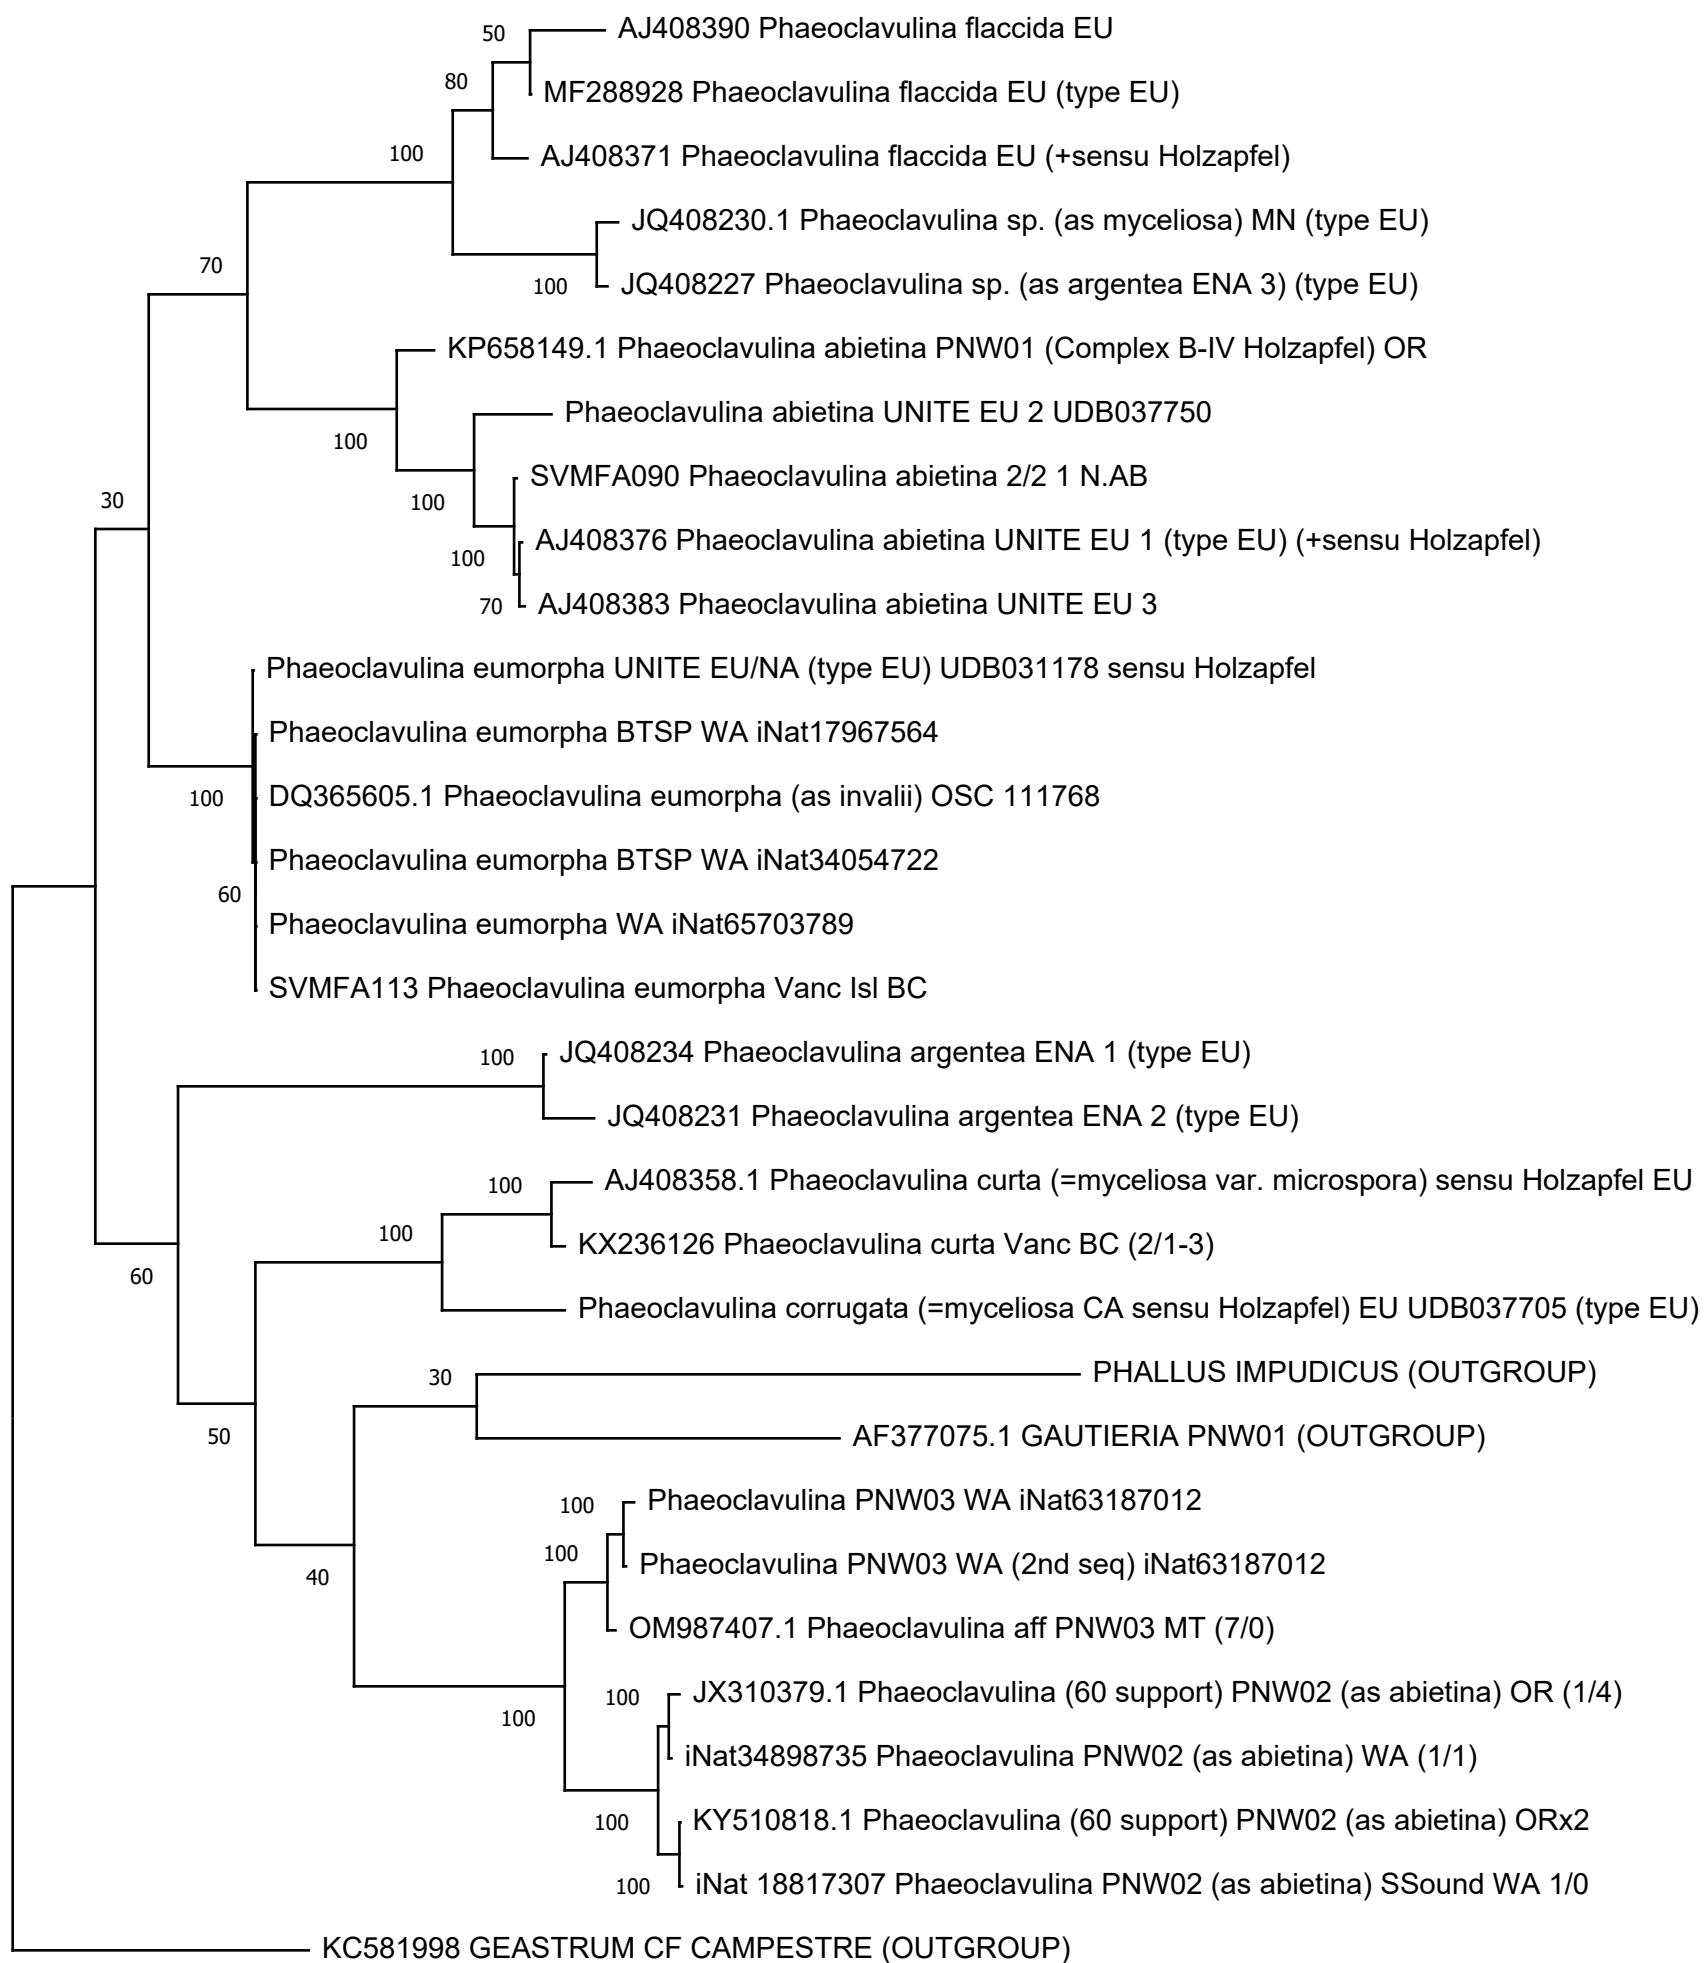 50
AJ408390 Phaeoclavulina flaccida EU
80
MF288928 Phaeoclavulina flaccida EU (type EU)
100
AJ408371 Phaeoclavulina flaccida EU (+sensu Holzapfel)
JQ408230.1 Phaeoclavulina sp. (as myceliosa) MN (type EU)
70
100
JQ408227 Phaeoclavulina sp. (as argentea ENA 3) (type EU)
KP658149.1 Phaeoclavulina abietina PNW01 (Complex B-IV Holzapfel) OR
Phaeoclavulina abietina UNITE EU 2 UDB037750
100
SVMFA090 Phaeoclavulina abietina 2/2 1 N.AB
30
100
AJ408376 Phaeoclavulina abietina UNITE EU 1 (type EU) (+sensu Holzapfel)
100
70
AJ408383 Phaeoclavulina abietina UNITE EU 3
Phaeoclavulina eumorpha UNITE EU/NA (type EU) UDB031178 sensu Holzapfel
Phaeoclavulina eumorpha BTSP WA iNat17967564
100
DQ365605.1 Phaeoclavulina eumorpha (as invalii) OSC 111768
Phaeoclavulina eumorpha BTSP WA iNat34054722
60
Phaeoclavulina eumorpha WA iNat65703789
SVMFA113 Phaeoclavulina eumorpha Vanc Isl BC
100
JQ408234 Phaeoclavulina argentea ENA 1 (type EU)
JQ408231 Phaeoclavulina argentea ENA 2 (type EU)
100
AJ408358.1 Phaeoclavulina curta (=myceliosa var. microspora) sensu Holzapfel EU
100
KX236126 Phaeoclavulina curta Vanc BC (2/1-3)
60
Phaeoclavulina corrugata (=myceliosa CA sensu Holzapfel) EU UDB037705 (type EU)
30
PHALLUS IMPUDICUS (OUTGROUP)
50
AF377075.1 GAUTIERIA PNW01 (OUTGROUP)
100
Phaeoclavulina PNW03 WA iNat63187012
100
Phaeoclavulina PNW03 WA (2nd seq) iNat63187012
40
OM987407.1 Phaeoclavulina aff PNW03 MT (7/0)
100
JX310379.1 Phaeoclavulina (60 support) PNW02 (as abietina) OR (1/4)
100
iNat34898735 Phaeoclavulina PNW02 (as abietina) WA (1/1)
100
KY510818.1 Phaeoclavulina (60 support) PNW02 (as abietina) ORx2
100
iNat 18817307 Phaeoclavulina PNW02 (as abietina) SSound WA 1/0
KC581998 GEASTRUM CF CAMPESTRE (OUTGROUP)